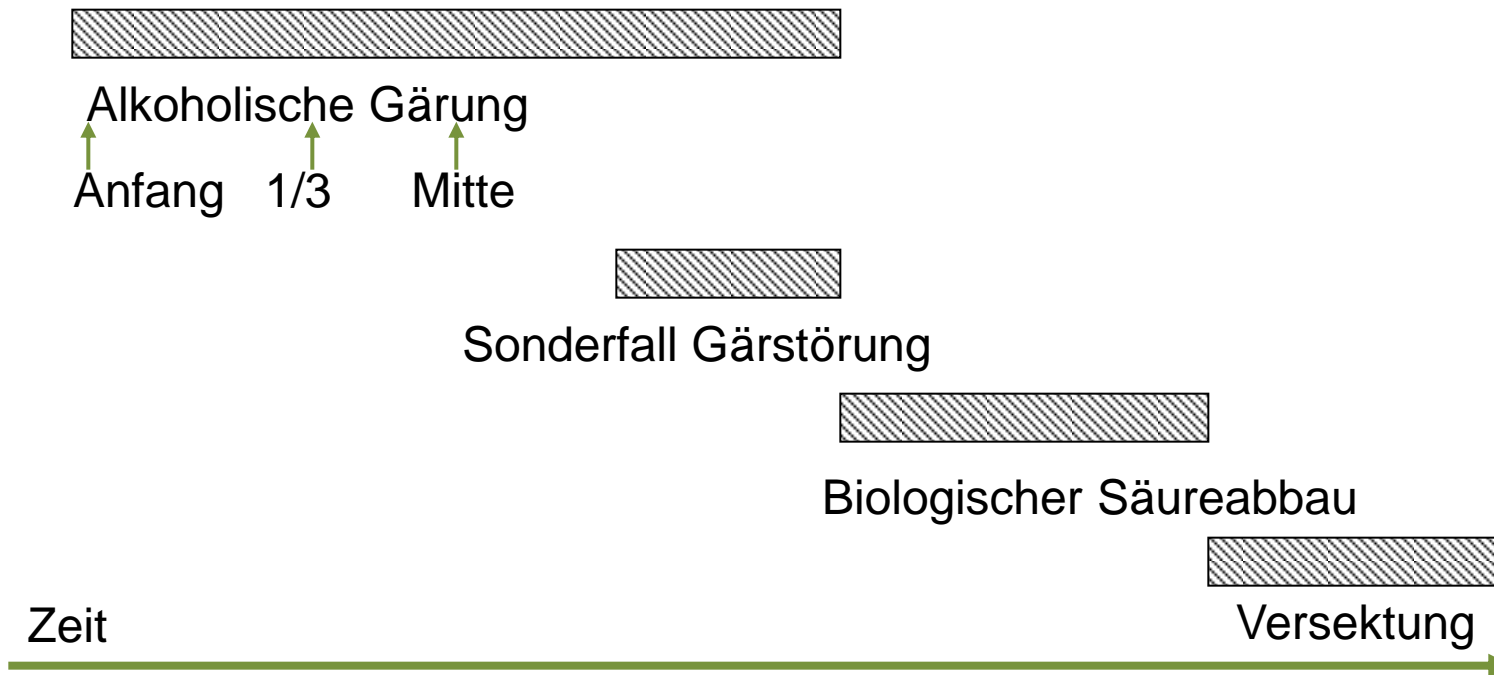 Alkoholische Gärung
Anfang 1/3 Mitte
Sonderfall Gärstörung
Biologischer Säureabbau
Zeit Versektung